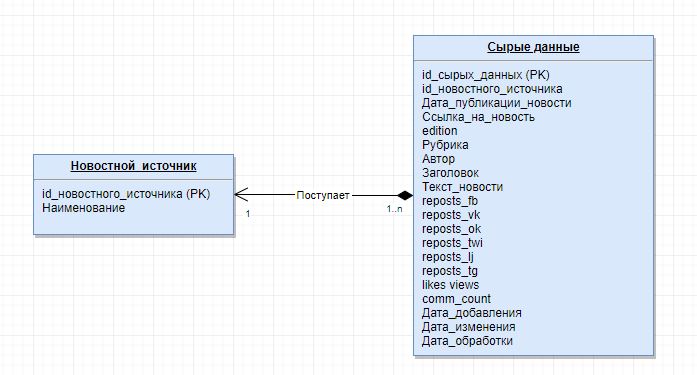 Новостной_источник
id_новостного_источника (PK)
Наименование
Поступает
1
1..n
Сырые данные
id_сырых_данных (PK)
id_новостного_источника
Дата_публикации_новости
Ссылка_на_новость
edition
Рубрика
Автор
Заголовок
Текст_новости
reposts_fb
reposts_vk
reposts_ok
reposts_twi
reposts_lj
reposts_tg
likes views
comm_count
Дата_добавления
Дата_изменения
Дата_обработки